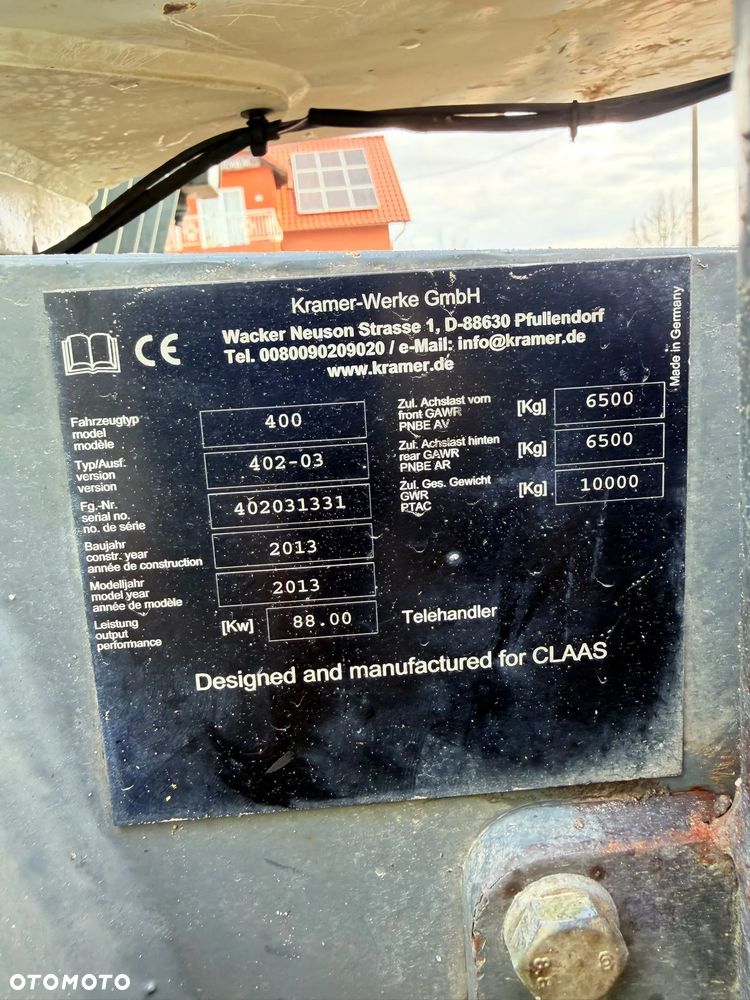 Kramer-Werke GmbH
Wacker Neuson Strasse 1, D-88630 Pfullendorf
Tel. 0080090209020 / e-Mail: info@kramer.de
www.kramer.de
CE
Made in Germany
Fahrzeugtyp
model
modèle
400
Typ/Ausf.
version
version
402-03
Fg.-Nr.
serial no.
no. de série
402031331
Baujahr
constr. year
année de construction
2013
Modelljahr
model year
année de modèle
2013
Leistung
output
performance
[Kw]
88.00
Zul. Achslast vorn
front GAWR
PNBE AV
[Kg]
6500
Zul. Achslast hinten
rear GAWR
PNBE AR
[Kg]
6500
Zul. Ges. Gewicht
GWR
PTAC
[Kg]
10000
Telehandler
Designed and manufactured for CLAAS
8.8
OTOMOTO